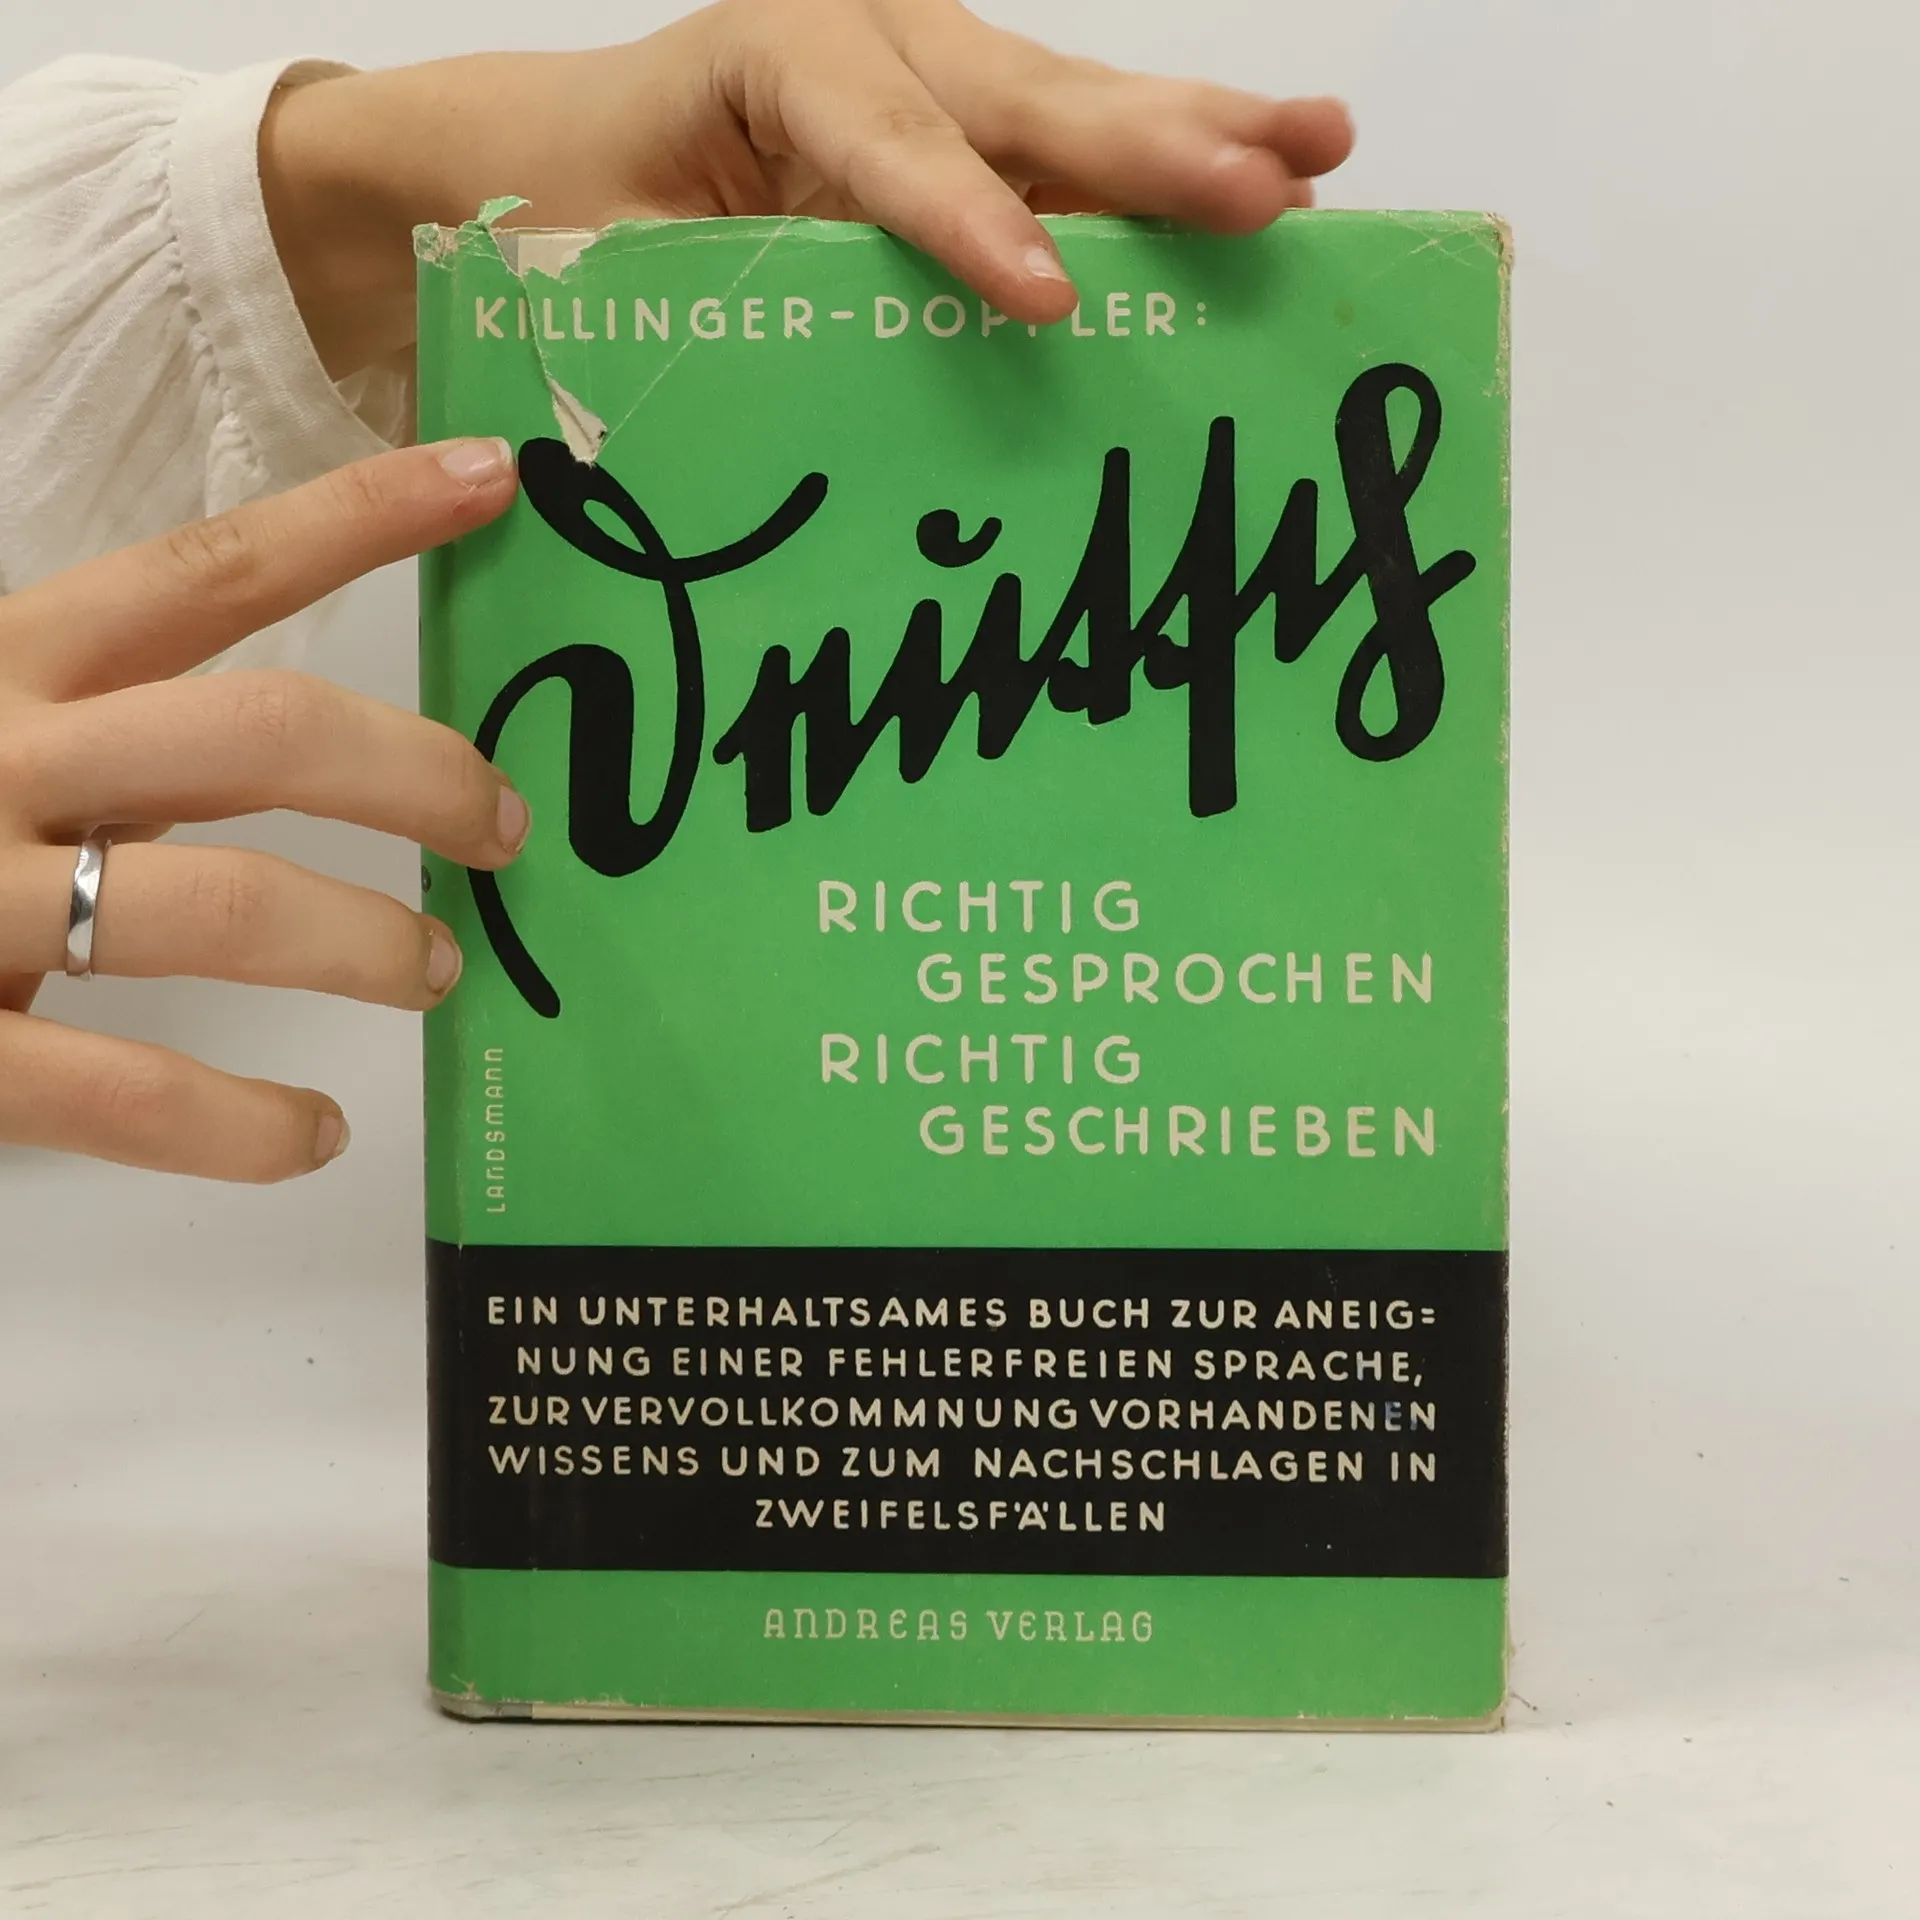 KILLINGER-DOPPLER:
Deutsch
RICHTIG
GESPROCHEN
RICHTIG
GESCHRIEBEN
LANDSMANN
EIN UNTERHALTSAMES BUCH ZUR ANEIG=
NUNG EINER FEHLERFREIEN SPRACHE,
ZUR VERVOLLKOMMNUNG VORHANDENEN
WISSENS UND ZUM NACHSCHLAGEN IN
ZWEIFELSFÄLLEN
ANDREAS VERLAG